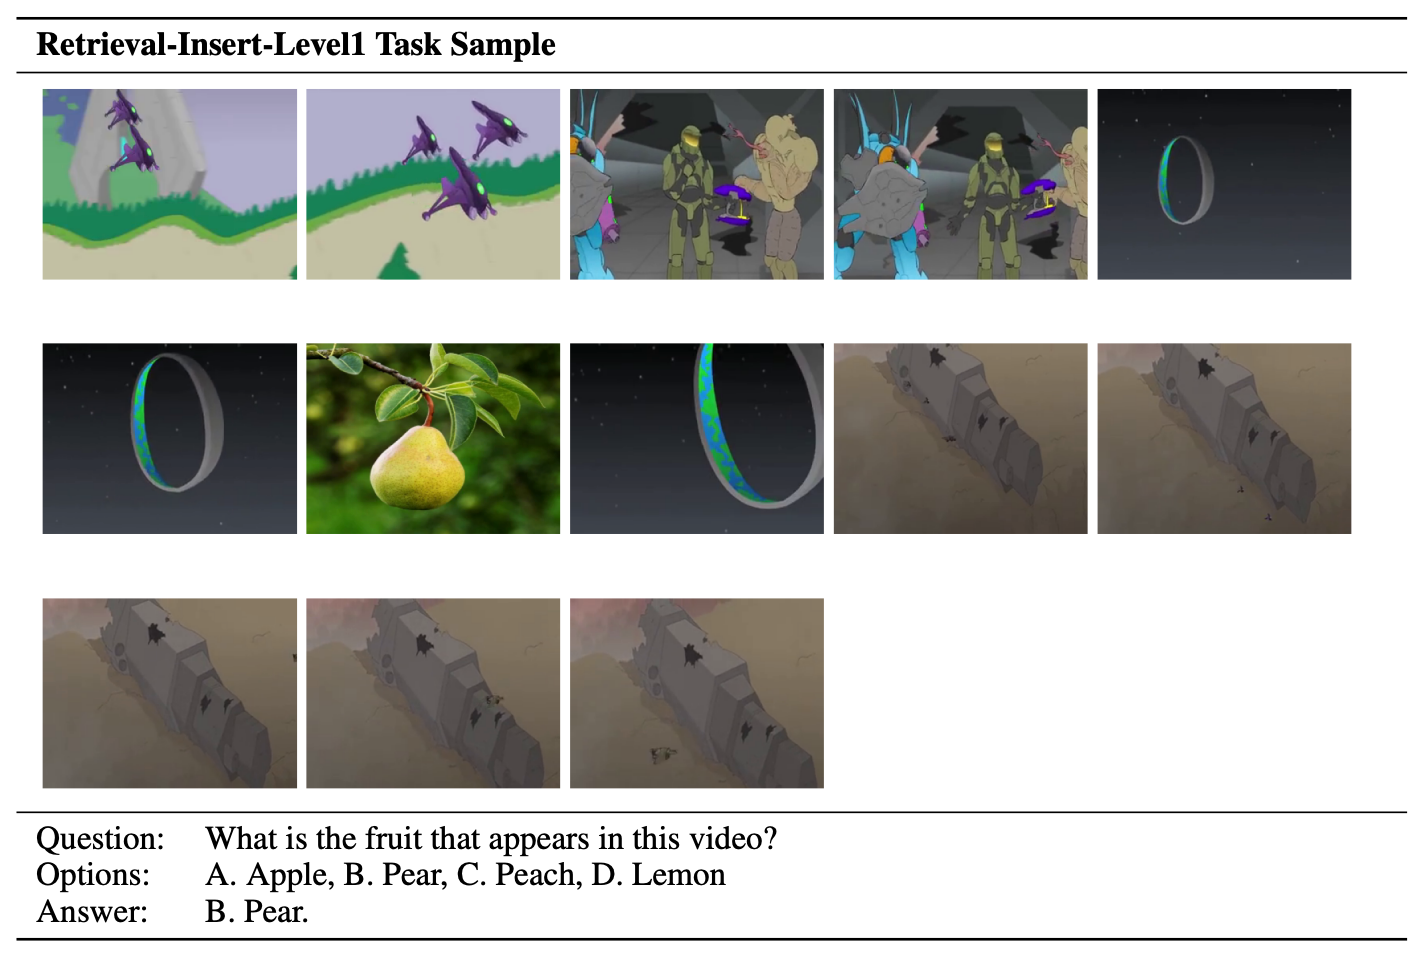 Retrieval-Insert-Level1 Task Sample
Question: What is the fruit that appears in this video?
Options: A. Apple, B. Pear, C. Peach, D. Lemon
Answer: B. Pear.